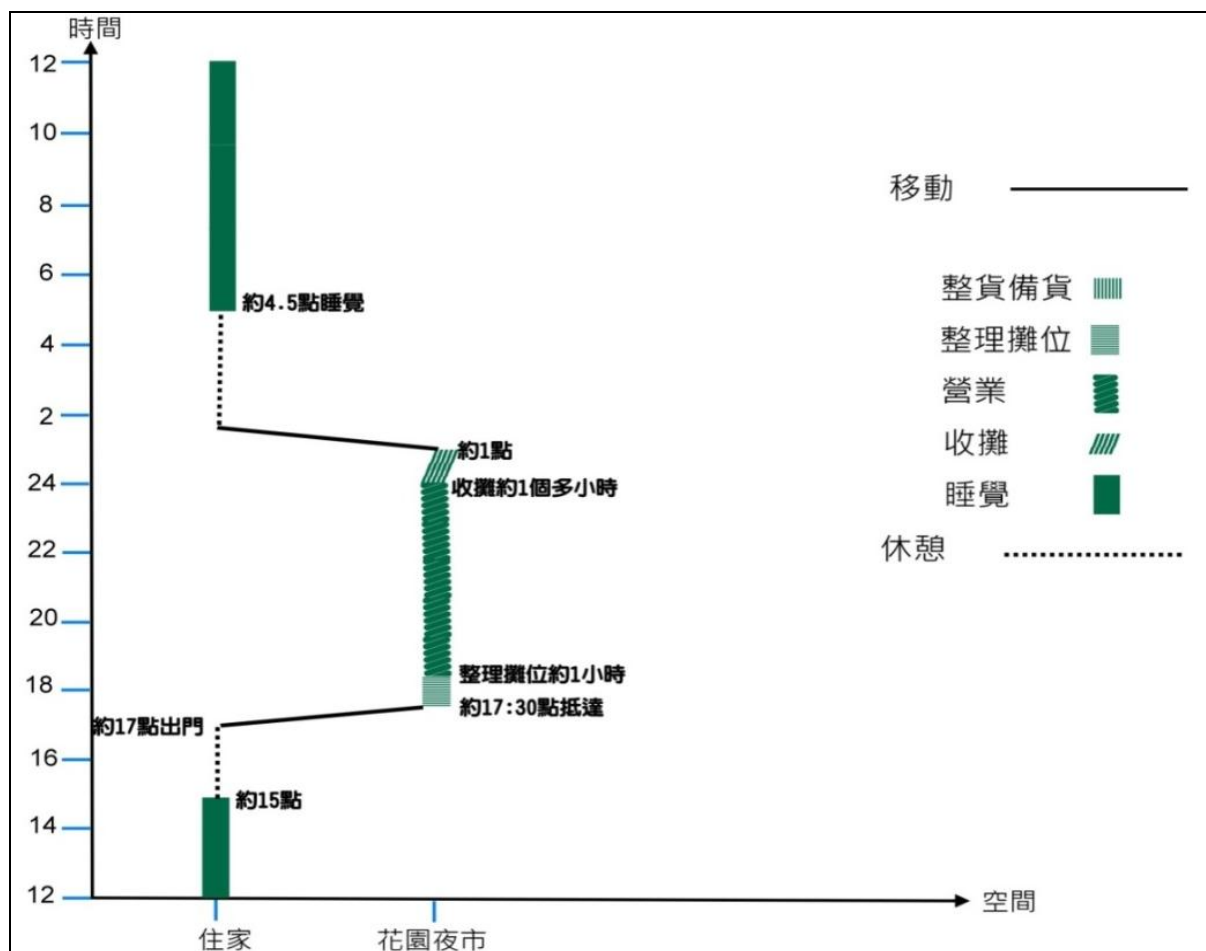 時間
12
10
8
6
4
2
24
22
20
18
16
14
12
約4.5點睡覺
約1點
收攤約1個多小時
整理攤位約1小時
約17:30點抵達
約17點出門
約15點
住家
花園夜市
空間
移動
整貨備貨
整理攤位
營業
收攤
睡覺
休憩